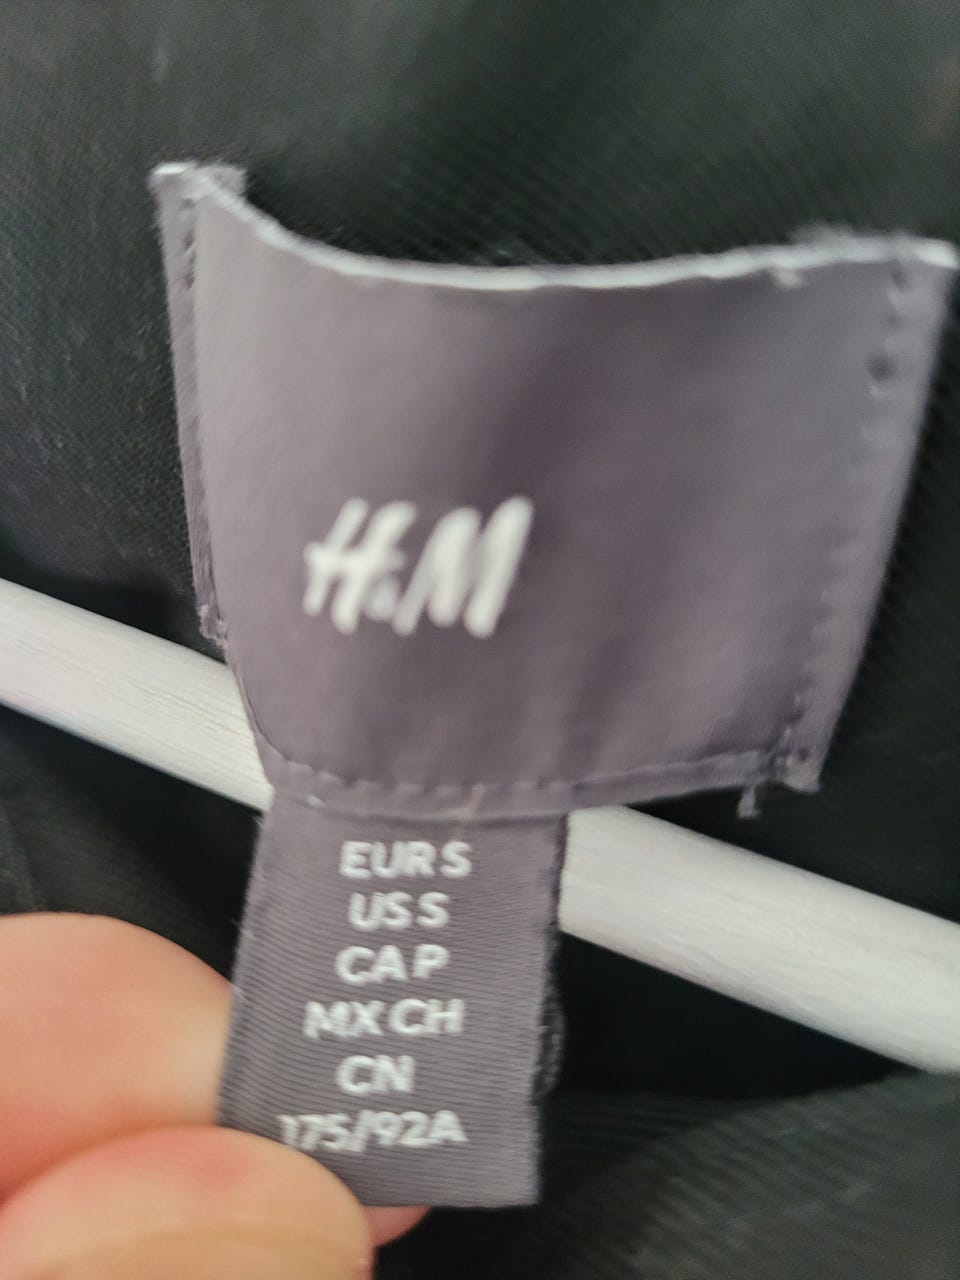 H&M
EUR S
US S
CA P
MX CH
CN
175/92A